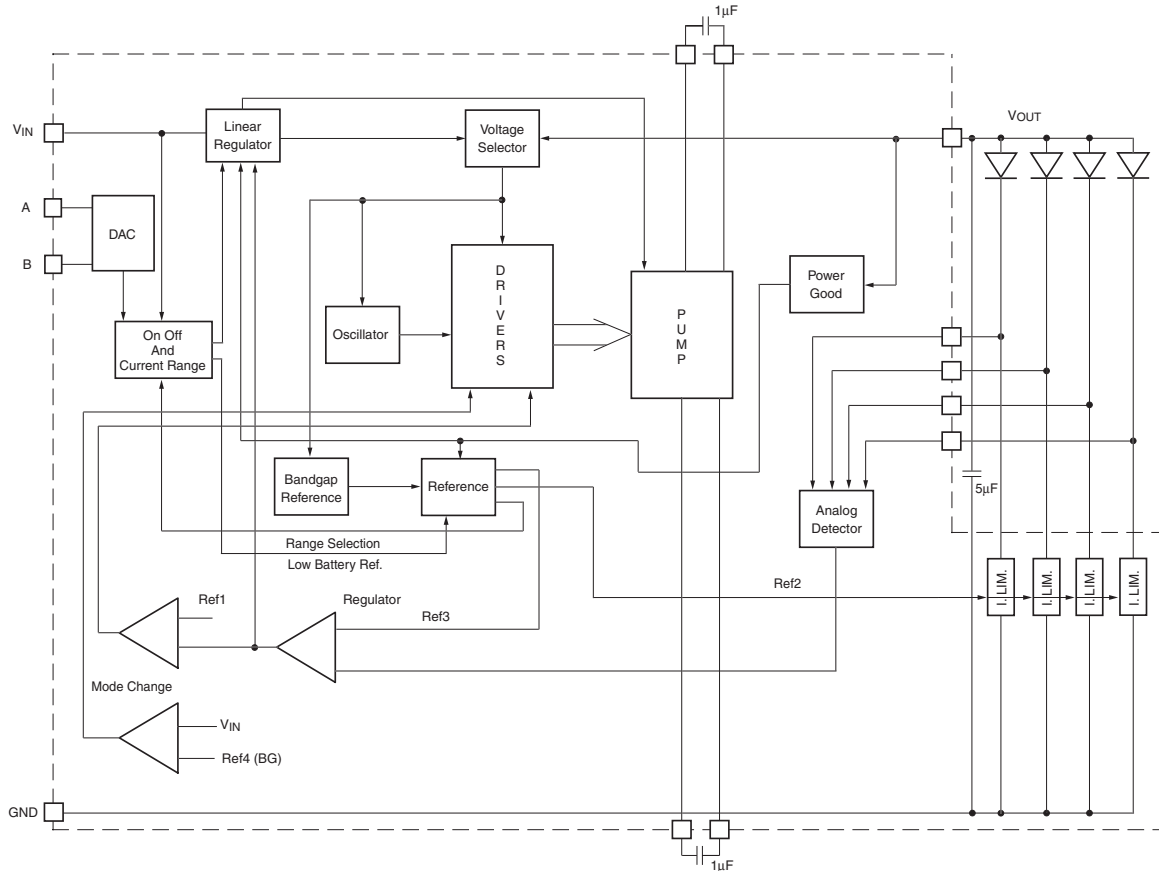 1µF
VOUT
VIN
Linear
Regulator
Voltage
Selector
A
DAC
B
D
R
I
V
E
R
S
P
U
M
P
Power
Good
On Off
And
Current Range
Oscillator
Bandgap
Reference
Reference
Analog
Detector
5µF
Range Selection
Low Battery Ref.
Ref2
I. LIM.
I. LIM.
I. LIM.
I. LIM.
Ref1
Regulator
Ref3
Mode Change
VIN
Ref4 (BG)
GND
1µF